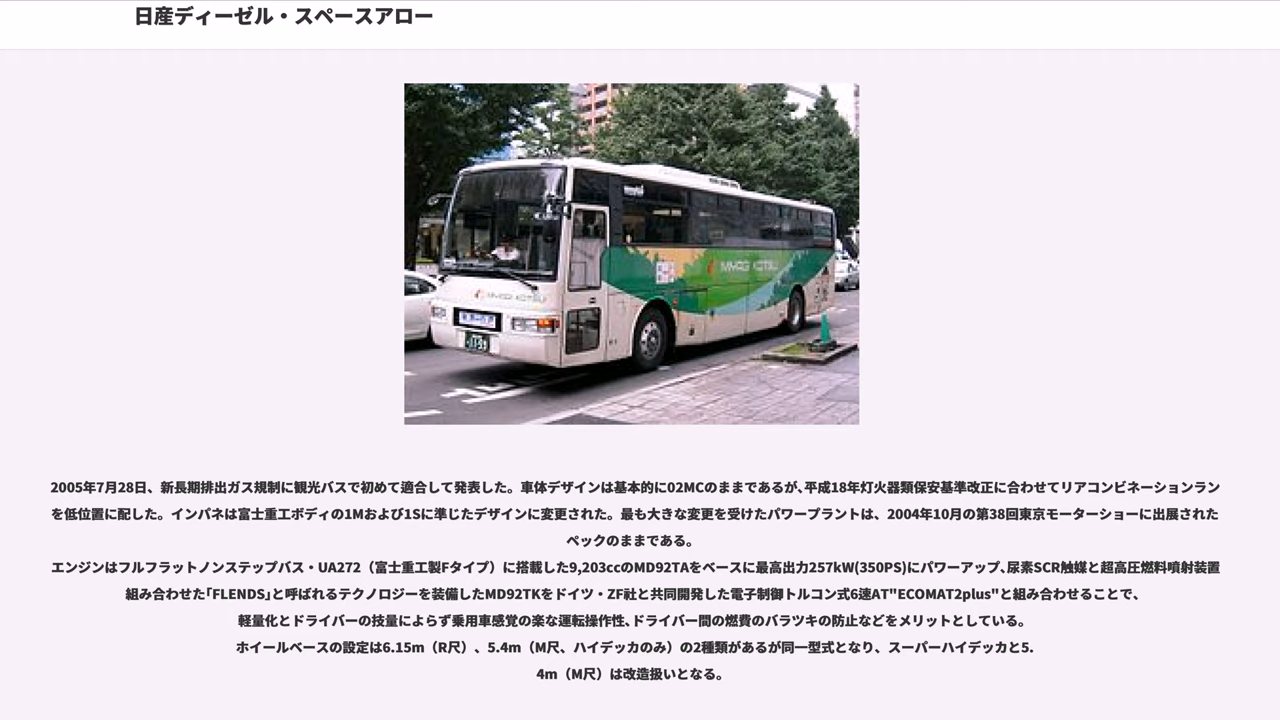 日産ディーゼル・スペースアロー
MIYAGI KOTSU
MIYAGI KOTSU
2005年7月28日、新長期排出ガス規制に観光バスで初めて適合して発表した。車体デザインは基本的に02MCのままであるが､平成18年灯火器類保安基準改正に合わせてリアコンビネーションラン
を低位置に配した。インパネは富士重工ボディの1Mおよび1Sに準じたデザインに変更された。最も大きな変更を受けたパワープラントは、2004年10月の第38回東京モーターショーに出展された
ペックのままである。
エンジンはフルフラットノンステップバス・UA272（富士重工製Fタイプ）に搭載した9,203ccのMD92TAをベースに最高出力257kW(350PS)にパワーアップ､尿素SCR触媒と超高圧燃料噴射装置
組み合わせた｢FLENDS｣と呼ばれるテクノロジーを装備したMD92TKをドイツ・ZF社と共同開発した電子制御トルコン式6速AT"ECOMAT2plus"と組み合わせることで、
軽量化とドライバーの技量によらず乗用車感覚の楽な運転操作性､ドライバー間の燃費のバラツキの防止などをメリットとしている。
ホイールベースの設定は6.15m（R尺）、5.4m（M尺、ハイデッカのみ）の2種類があるが同一型式となり、スーパーハイデッカと5.
4m（M尺）は改造扱いとなる。